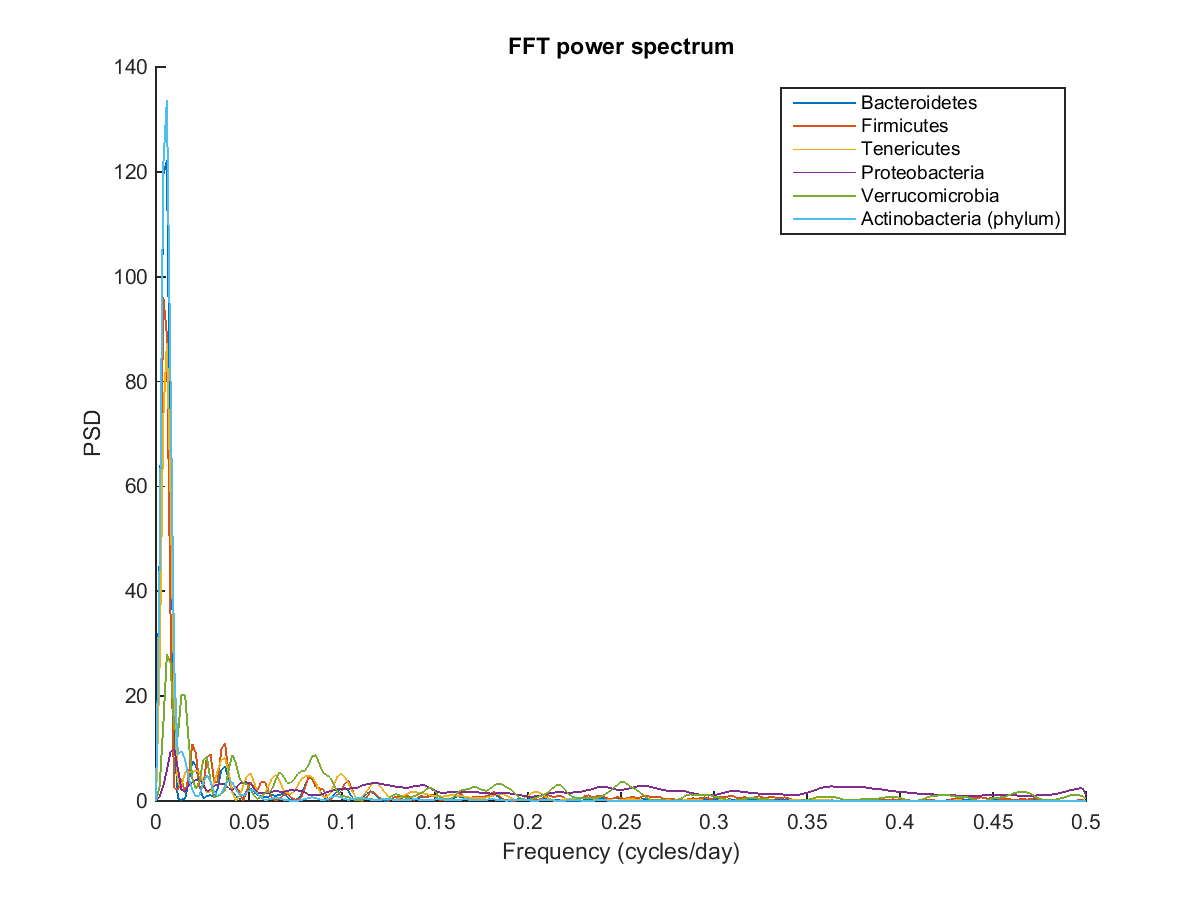 FFT power spectrum
140
120
100
80
60
40
20
0
PSD
Bacteroidetes
Firmicutes
Tenericutes
Proteobacteria
Verrucomicrobia
Actinobacteria (phylum)
0 0.05 0.1 0.15 0.2 0.25 0.3 0.35 0.4 0.45 0.5
Frequency (cycles/day)